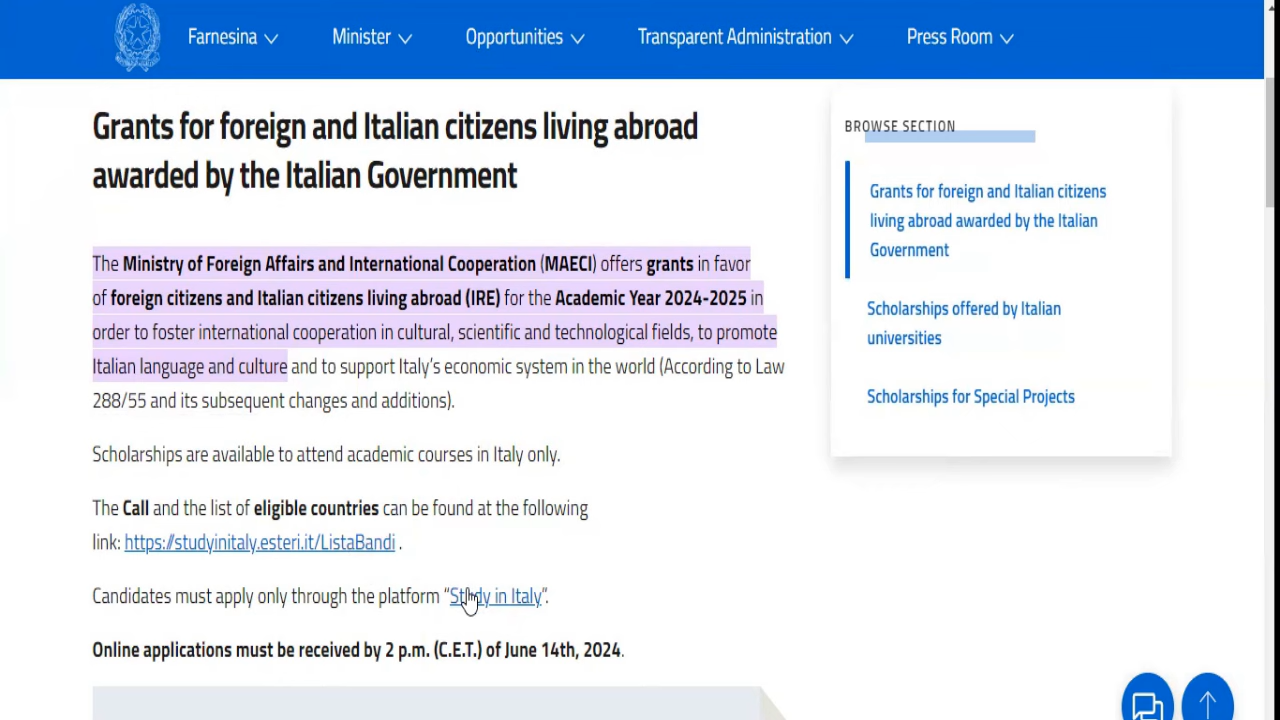 Farnesina
Minister
Opportunities
Transparent Administration
Press Room
Grants for foreign and Italian citizens living abroad
awarded by the Italian Government
The Ministry of Foreign Affairs and International Cooperation (MAECI) offers grants in favor
of foreign citizens and Italian citizens living abroad (IRE) for the Academic Year 2024-2025 in
order to foster international cooperation in cultural, scientific and technological fields, to promote
Italian language and culture and to support Italy’s economic system in the world (According to Law
288/55 and its subsequent changes and additions).
Scholarships are available to attend academic courses in Italy only.
The Call and the list of eligible countries can be found at the following
link: https://studyinitaly.esteri.it/ListaBandi .
Candidates must apply only through the platform “Study in Italy”.
Online applications must be received by 2 p.m. (C.E.T.) of June 14th, 2024.
BROWSE SECTION
Grants for foreign and Italian citizens
living abroad awarded by the Italian
Government
Scholarships offered by Italian
universities
Scholarships for Special Projects